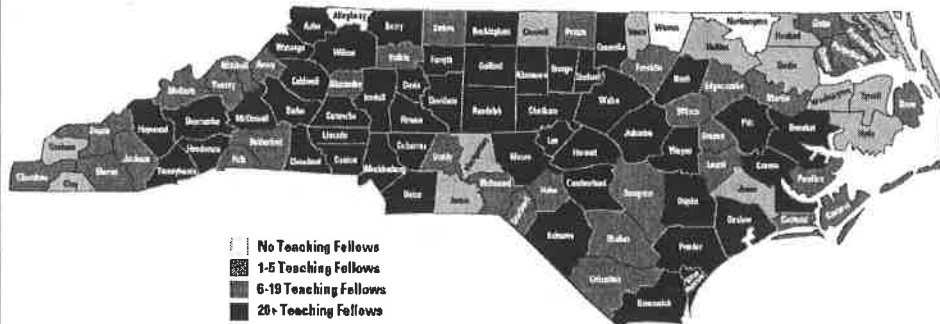 Ashe Alleghany Surry Stokes Rockingham Caswell Person Granville Vance Warren Northampton Hertford Gates
Watauga Wilkes Yadkin Forsyth Guilford Alamance Orange Durham Franklin Halifax Bertie
Mitchell Avery Caldwell Alexander Iredell Davie Davidson Randolph Chatham Wake Nash Edgecombe Martin Washington Tyrrell Dare
Madison Yancey McDowell Burke Catawba Rowan Wilson Pitt Beaufort Hyde
Haywood Buncombe Rutherford Lincoln Cabarrus Lee Harnett Johnston Wayne Greene
Graham Swain Jackson Henderson Polk Cleveland Gaston Mecklenburg Stanly Moore Lenoir Craven Pamlico
Cherokee Clay Macon Transylvania Union Anson Richmond Hoke Cumberland Sampson Duplin Jones Carteret Carteret
Robeson Bladen Pender Onslow
Columbus
Brunswick
No Teaching Fellows
1-5 Teaching Fellows
6-19 Teaching Fellows
20+ Teaching Fellows